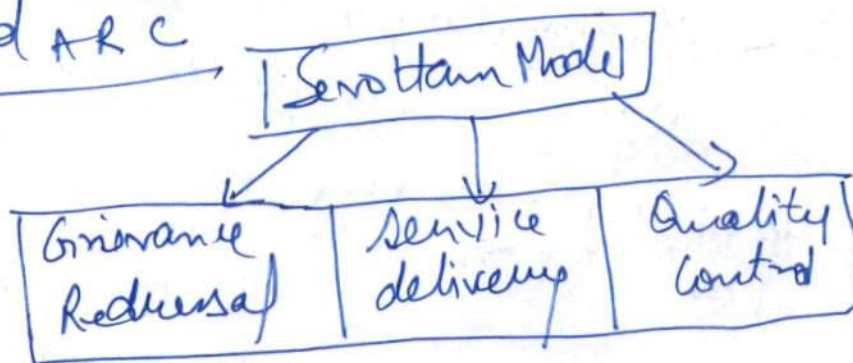 d ARC
Sevottam Model
Grievance
Redressal
service
delivery
Quality
Control